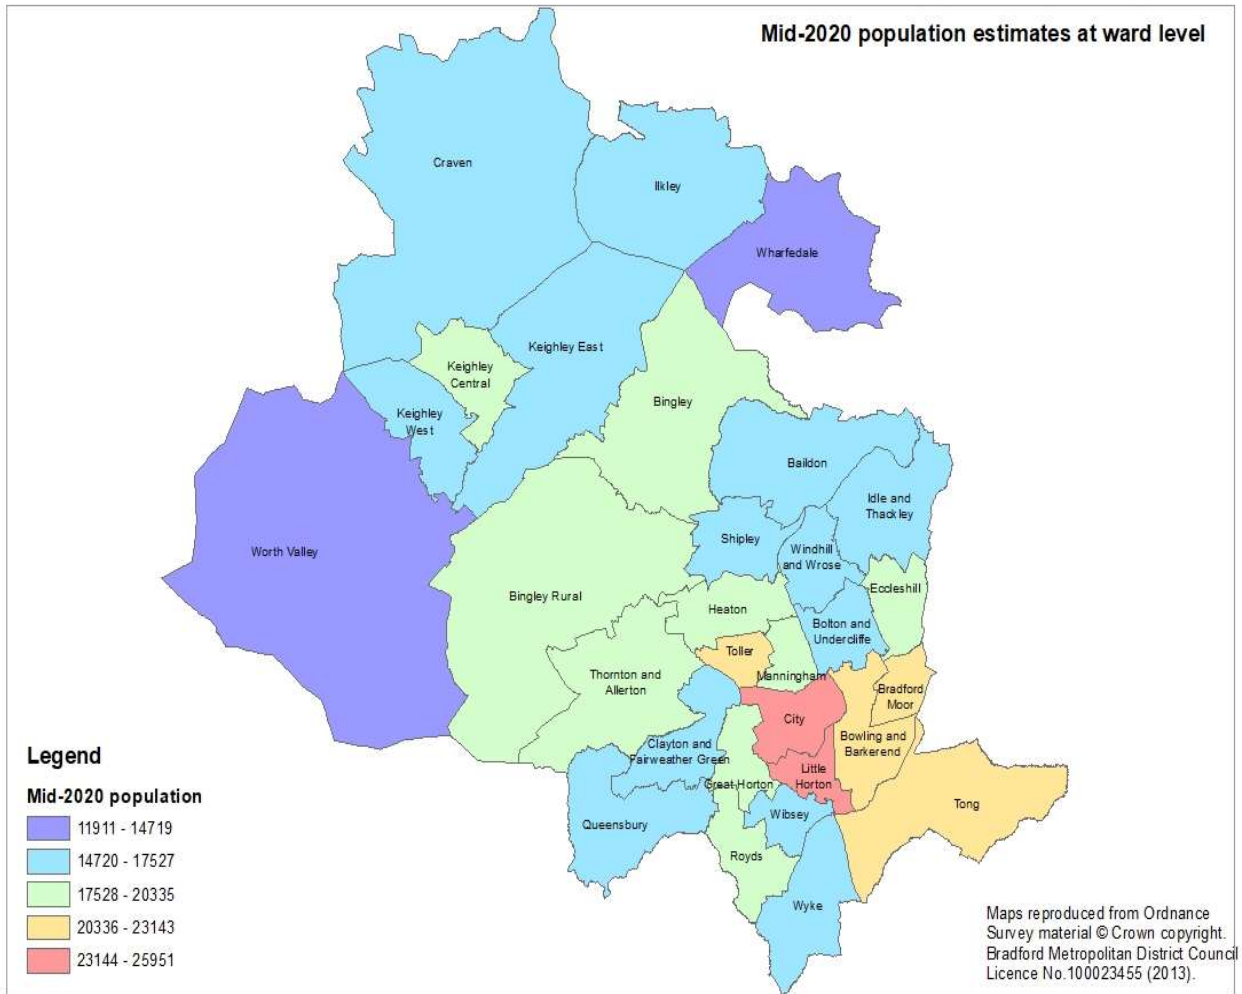 Mid-2020 population estimates at ward level
Craven
Ilkley
Wharfedale
Keighley East
Keighley
Central
Bingley
Keighley
West
Baildon
Idle and
Thackley
Shipley
Windhill
and Wrose
Worth Valley
Eccleshill
Bingley Rural
Heaton
Bolton and
Undercliffe
Toller
Manningham
Thornton and
Allerton
Bradford
Moor
City
Bowling and
Barkerend
Clayton and
Fairweather Green
Little
Horton
Great Horton
Tong
Wibsey
Queensbury
Royds
Wyke
Legend
Mid-2020 population
11911 - 14719
14720 - 17527
17528 - 20335
20336 - 23143
23144 - 25951
Maps reproduced from Ordnance
Survey material © Crown copyright.
Bradford Metropolitan District Council
Licence No.100023455 (2013).